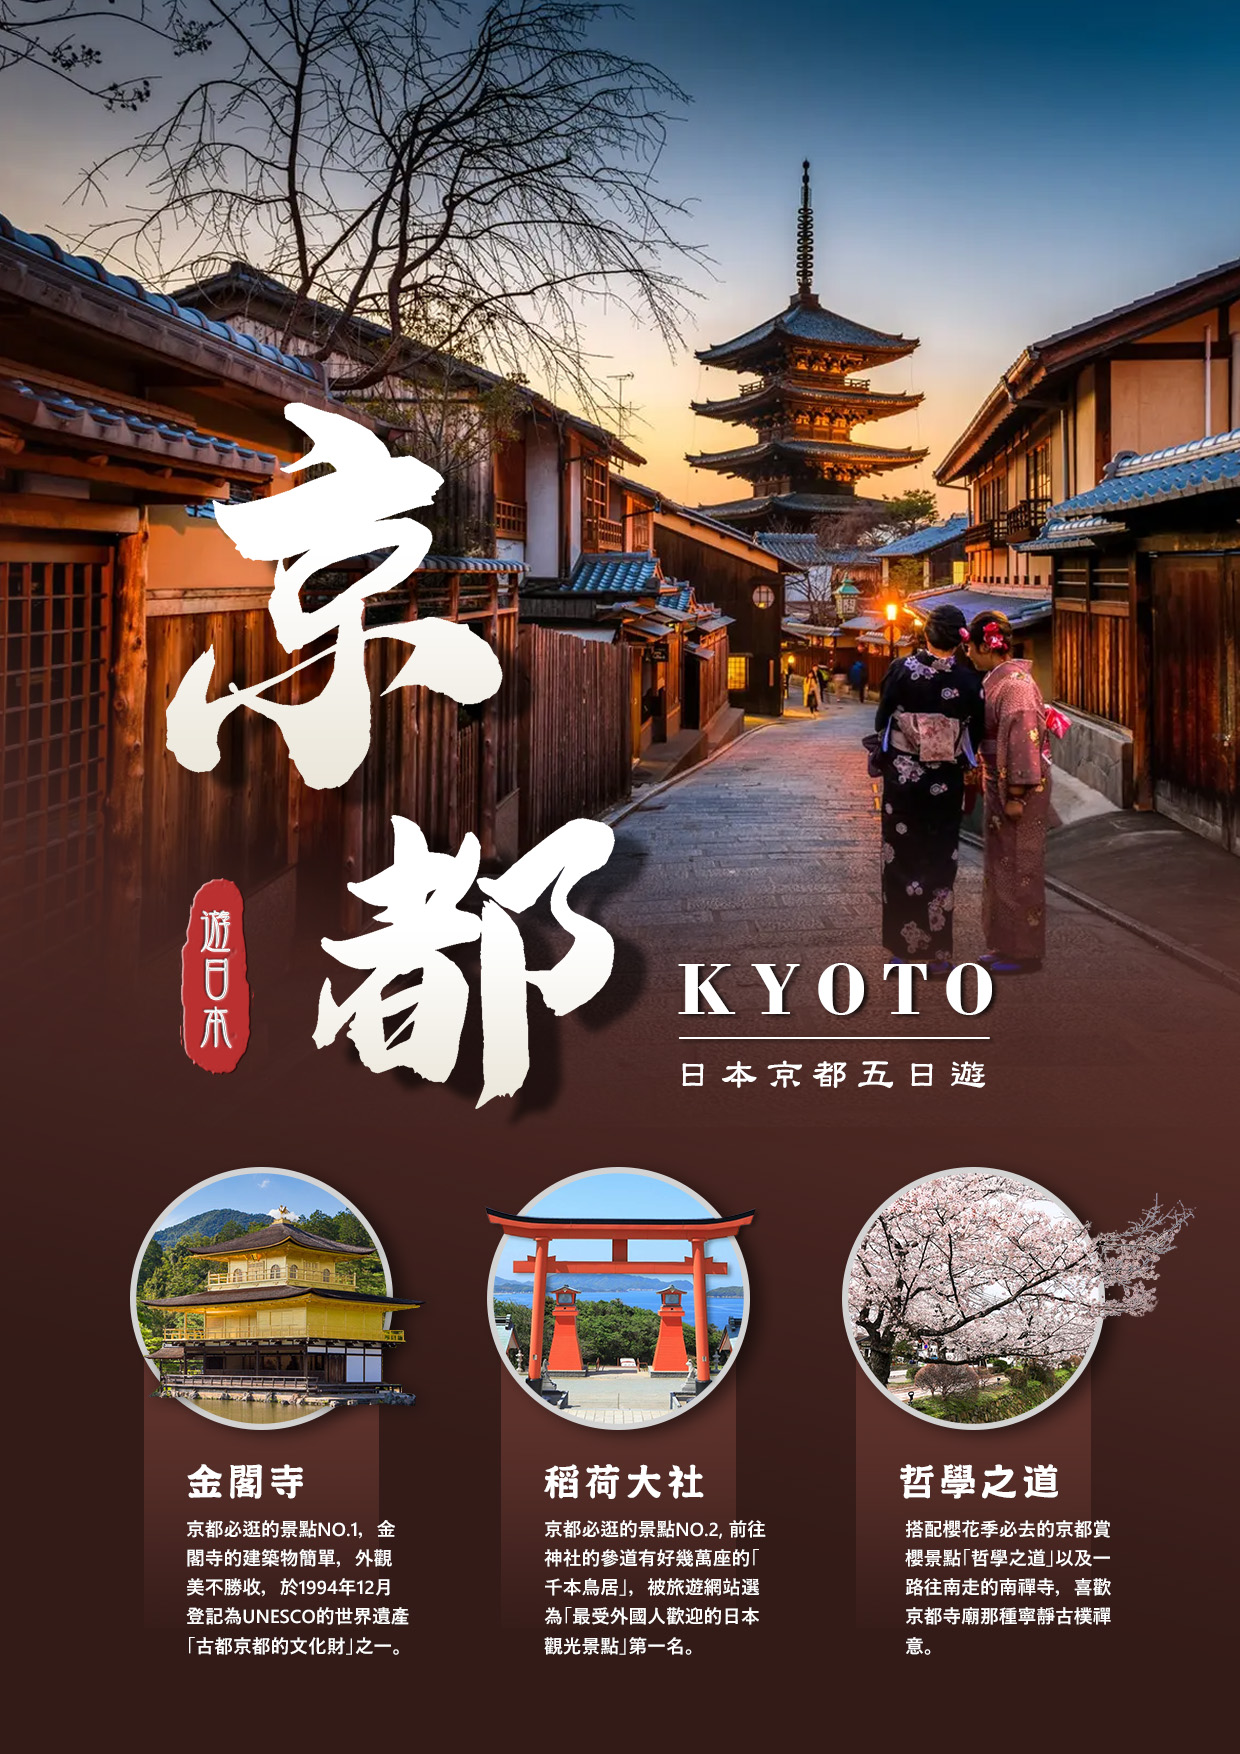 京
都
遊日本
KYOTO
日本京都五日遊
金閣寺
京都必逛的景點NO.1, 金
閣寺的建築物簡單, 外觀
美不勝收, 於1994年12月
登記為UNESCO的世界遺產
「古都京都的文化財」之一。
稻荷大社
京都必逛的景點NO.2, 前往
神社的參道有好幾萬座的「
千本鳥居」, 被旅遊網站選
為「最受外國人歡迎的日本
觀光景點」第一名。
哲學之道
搭配櫻花季必去的京都賞
櫻景點「哲學之道」以及一
路往南走的南禪寺, 喜歡
京都寺廟那種寧靜古樸禪
意。